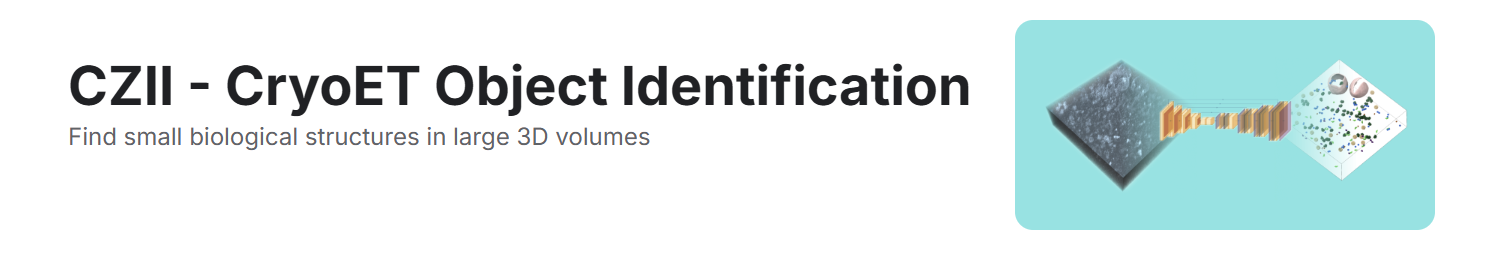 CZII - CryoET Object Identification
Find small biological structures in large 3D volumes